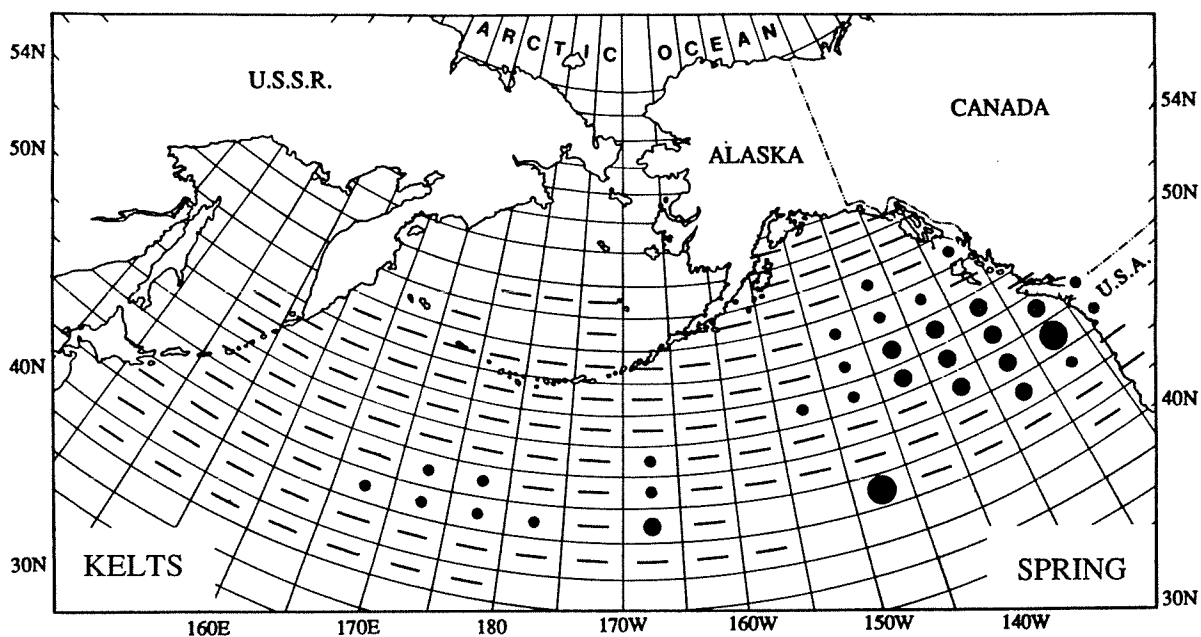 ARCTIC OCEAN
54N
U.S.S.R.
54N
CANADA
50N
ALASKA
50N
U.S.A.
40N
40N
30N
KELTS
SPRING
30N
160E 170E 180 170W 160W 150W 140W